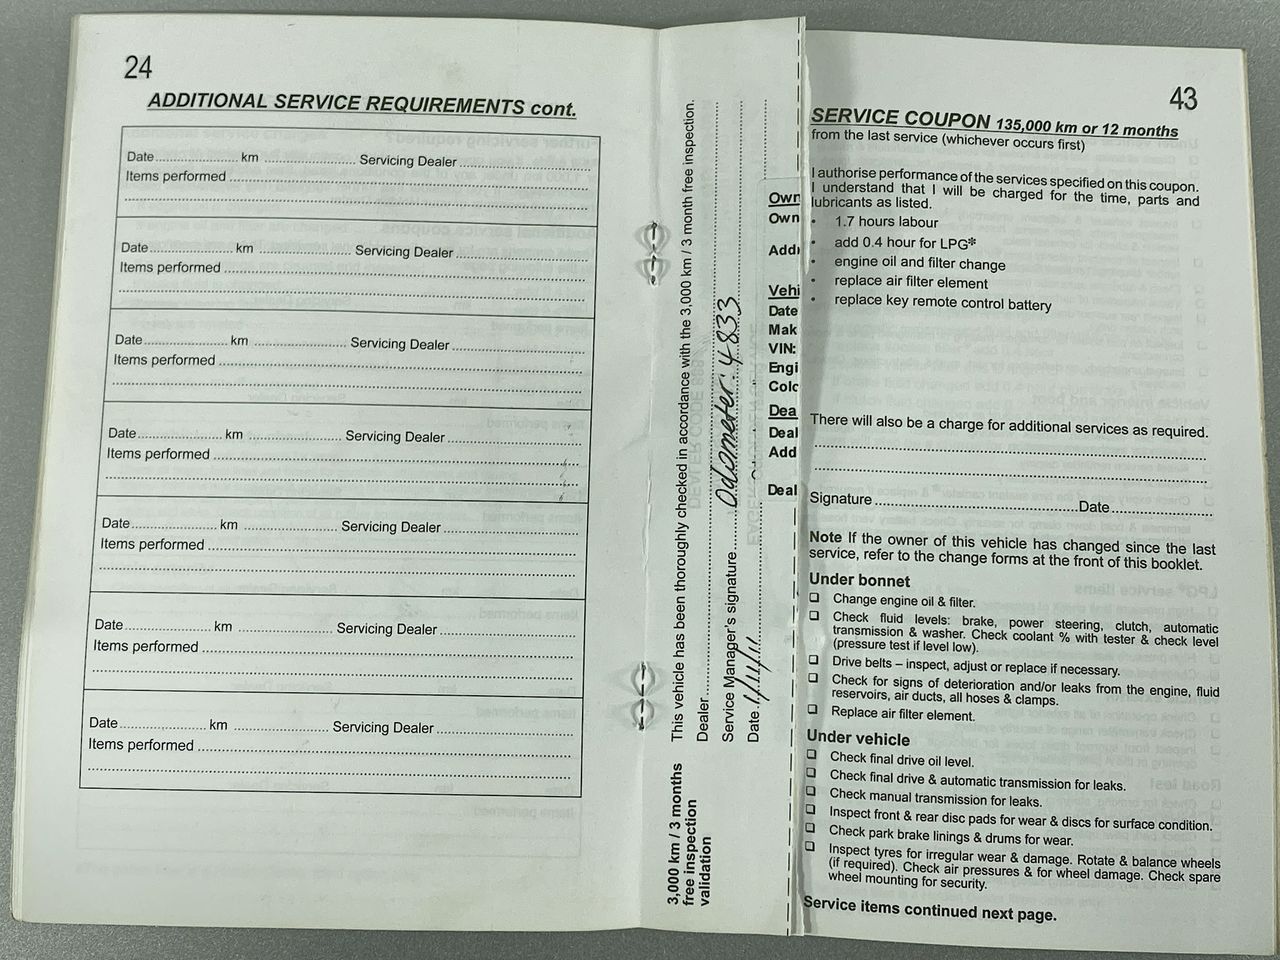 24
ADDITIONAL SERVICE REQUIREMENTS cont.
Date.................... km ........................ Servicing Dealer........................
Items performed ........................
Date.................... km ........................ Servicing Dealer........................
Items performed ........................
Date.................... km ........................ Servicing Dealer........................
Items performed ........................
Date.................... km ........................ Servicing Dealer........................
Items performed ........................
Date.................... km ........................ Servicing Dealer........................
Items performed ........................
Date.................... km ........................ Servicing Dealer........................
Items performed ........................
Date.................... km ........................ Servicing Dealer........................
Items performed ........................
3,000 km / 3 months
free inspection
validation
This vehicle has been thoroughly checked in accordance with the 3,000 km / 3 month free inspection.
Dealer........................
Service Manager's signature........ Odometer: 4833
Date 1/11/11
Own
Own
Add
Vehi
Date
Mak
VIN:
Engi
Colo
Dea
Deal
Add
Deal
43
SERVICE COUPON 135,000 km or 12 months
from the last service (whichever occurs first)
I authorise performance of the services specified on this coupon.
I understand that I will be charged for the time, parts and
lubricants as listed.
• 1.7 hours labour
• add 0.4 hour for LPG*
• engine oil and filter change
• replace air filter element
• replace key remote control battery
There will also be a charge for additional services as required.
Signature........................Date........................
Note If the owner of this vehicle has changed since the last
service, refer to the change forms at the front of this booklet.
Under bonnet
❑ Change engine oil & filter.
❑ Check fluid levels: brake, power steering, clutch, automatic
transmission & washer. Check coolant % with tester & check level
(pressure test if level low).
❑ Drive belts – inspect, adjust or replace if necessary.
❑ Check for signs of deterioration and/or leaks from the engine, fluid
reservoirs, air ducts, all hoses & clamps.
❑ Replace air filter element.
Under vehicle
❑ Check final drive oil level.
❑ Check final drive & automatic transmission for leaks.
❑ Check manual transmission for leaks.
❑ Inspect front & rear disc pads for wear & discs for surface condition.
❑ Check park brake linings & drums for wear.
❑ Inspect tyres for irregular wear & damage. Rotate & balance wheels
(if required). Check air pressures & for wheel damage. Check spare
wheel mounting for security.
Service items continued next page.